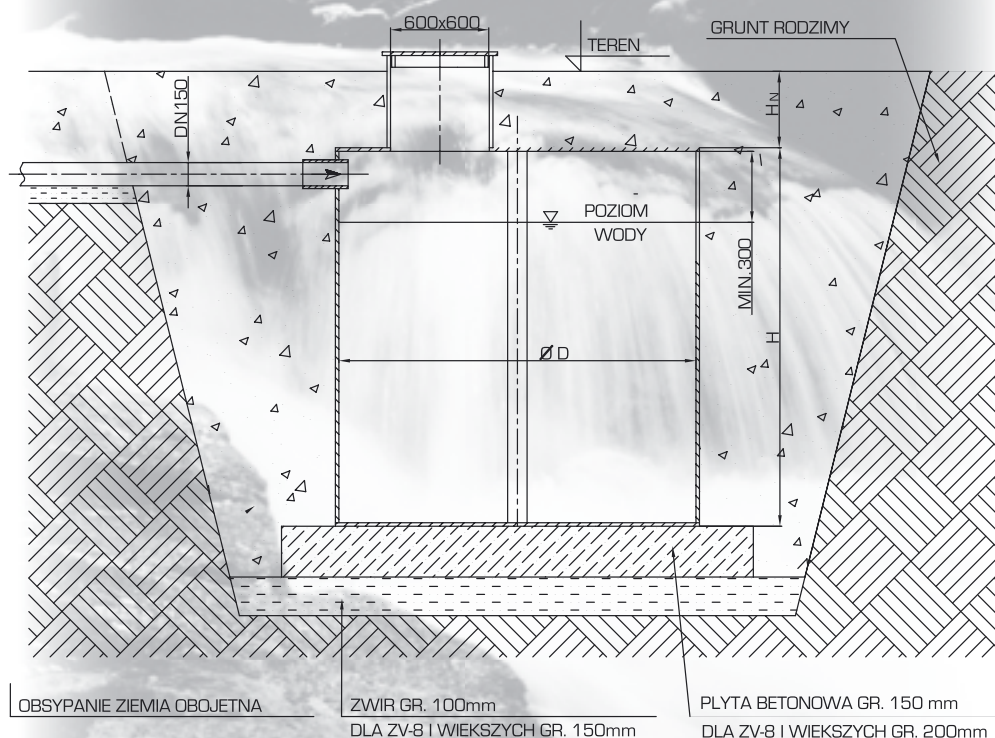 600x600
TEREN
GRUNT RODZIMY
DN150
HN
POZIOM
WODY
MIN.300
H
Ø D
OBSYPANIE ZIEMIA OBOJETNA
ZWIR GR. 100mm
DLA ZV-8 I WIEKSZYCH GR. 150mm
PLYTA BETONOWA GR. 150 mm
DLA ZV-8 I WIEKSZYCH GR. 200mm